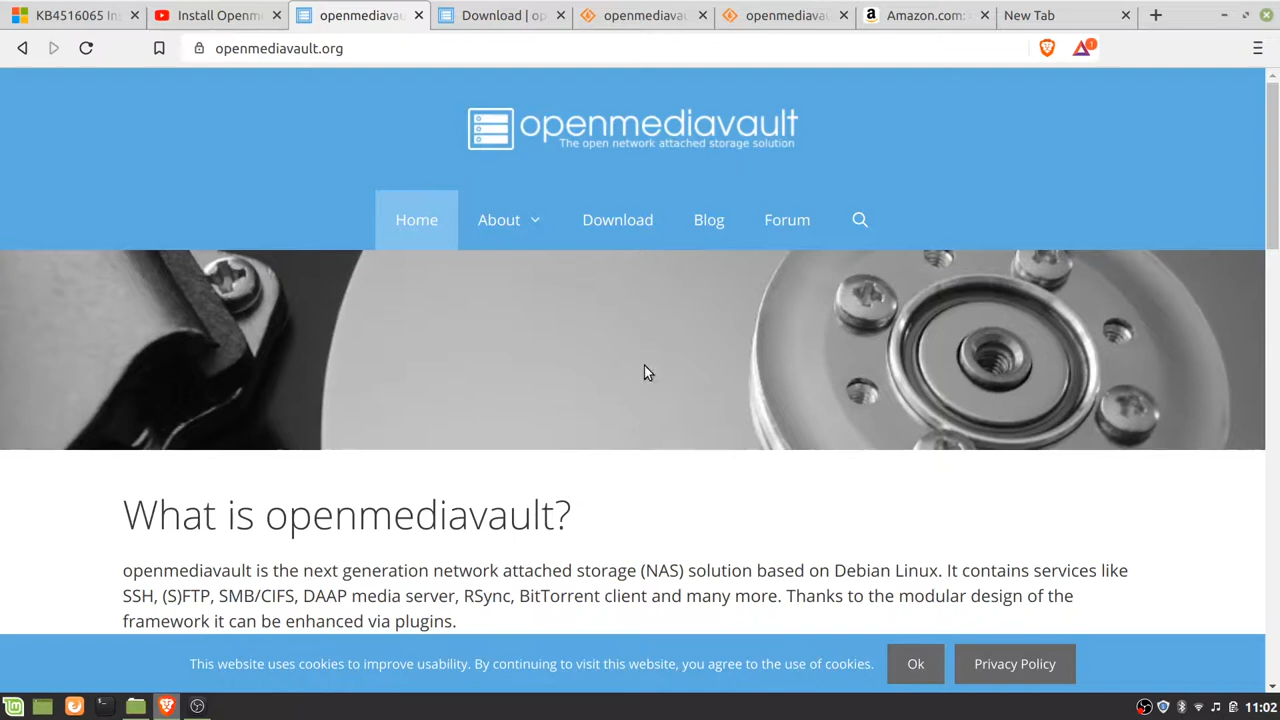 KB4516065 Ins
Install Openm
openmediavau
Download | op
openmediavau
openmediavau
Amazon.com:
New Tab
openmediavault.org
1
openmediavault
The open network attached storage solution
Home
About
Download
Blog
Forum
What is openmediavault?
openmediavault is the next generation network attached storage (NAS) solution based on Debian Linux. It contains services like
SSH, (S)FTP, SMB/CIFS, DAAP media server, RSync, BitTorrent client and many more. Thanks to the modular design of the
framework it can be enhanced via plugins.
This website uses cookies to improve usability. By continuing to visit this website, you agree to the use of cookies.
Ok
Privacy Policy
11:02